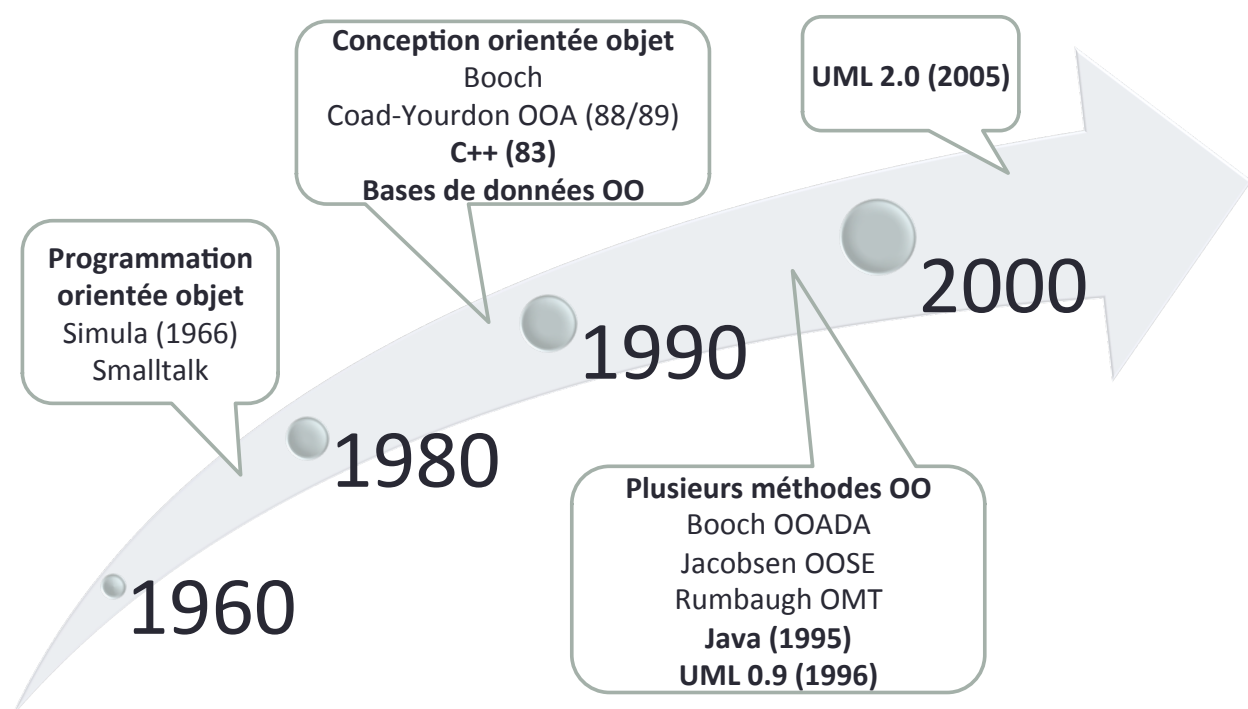 Programmation
orientée objet
Simula (1966)
Smalltalk
1960
Conception orientée objet
Booch
Coad-Yourdon OOA (88/89)
C++ (83)
Bases de données OO
1980
1990
Plusieurs méthodes OO
Booch OOADA
Jacobsen OOSE
Rumbaugh OMT
Java (1995)
UML 0.9 (1996)
2000
UML 2.0 (2005)